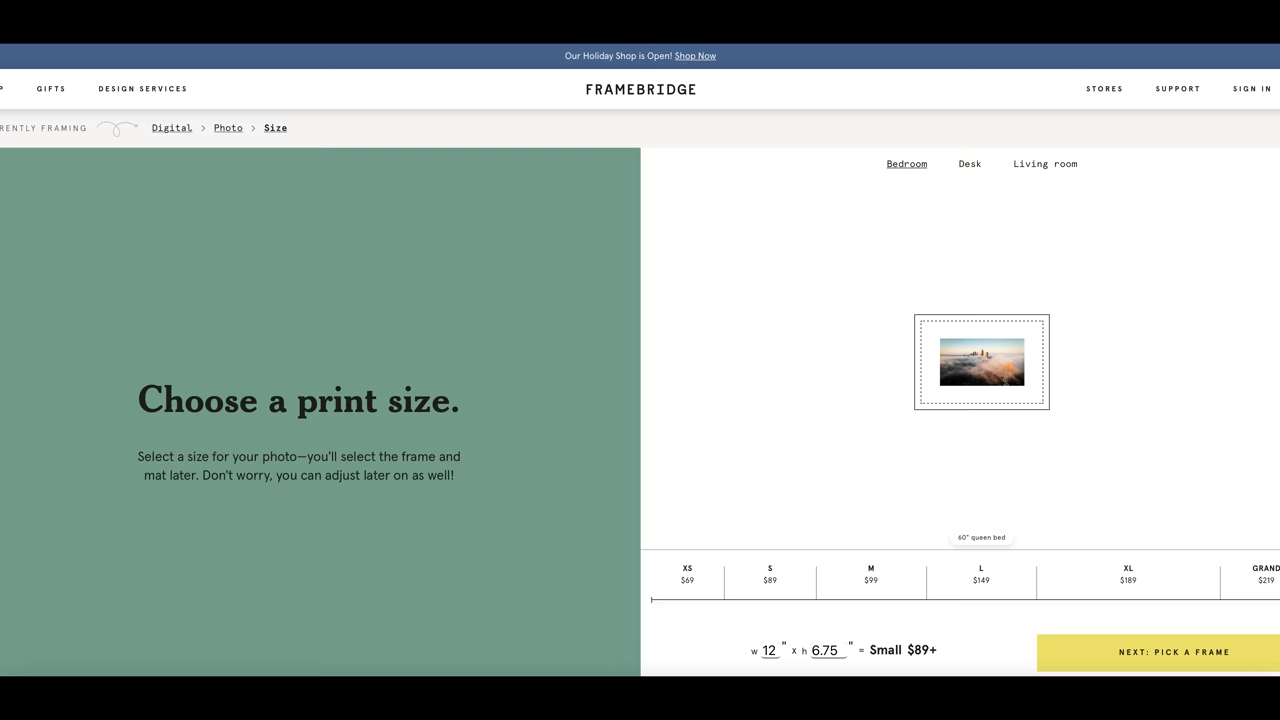 Our Holiday Shop is Open! Shop Now
P GIFTS DESIGN SERVICES FRAMEBRIDGE STORES SUPPORT SIGN IN
RENTLY FRAMING Digital > Photo > Size
Bedroom Desk Living room
Choose a print size.
Select a size for your photo—you'll select the frame and
mat later. Don't worry, you can adjust later on as well!
60" queen bed
XS S M L XL GRAND
$69 $89 $99 $149 $189 $219
w 12" x h 6.75" = Small $89+
NEXT: PICK A FRAME